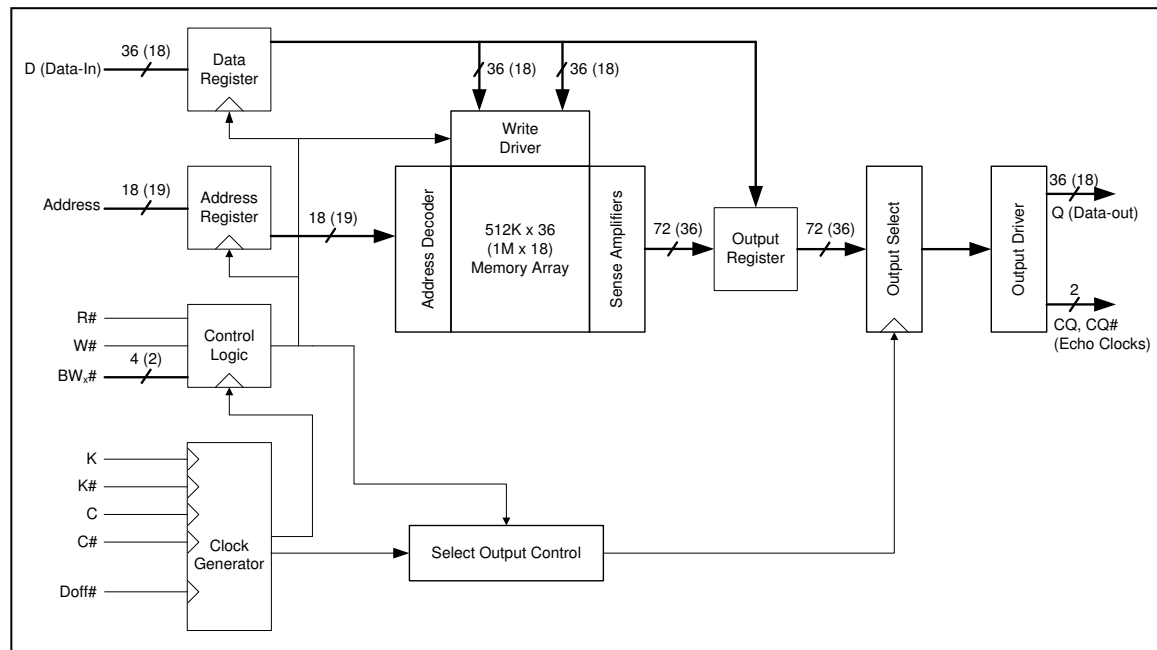 36 (18)
D (Data-In)
Data
Register
36 (18)
36 (18)
Write
Driver
18 (19)
Address
Address
Register
18 (19)
Address Decoder
512K x 36
(1M x 18)
Memory Array
Sense Amplifiers
72 (36)
Output
Register
72 (36)
Output Select
Output Driver
36 (18)
Q (Data-out)
2
CQ, CQ#
(Echo Clocks)
R#
W#
4 (2)
BWx#
Control
Logic
K
K#
C
C#
Doff#
Clock
Generator
Select Output Control